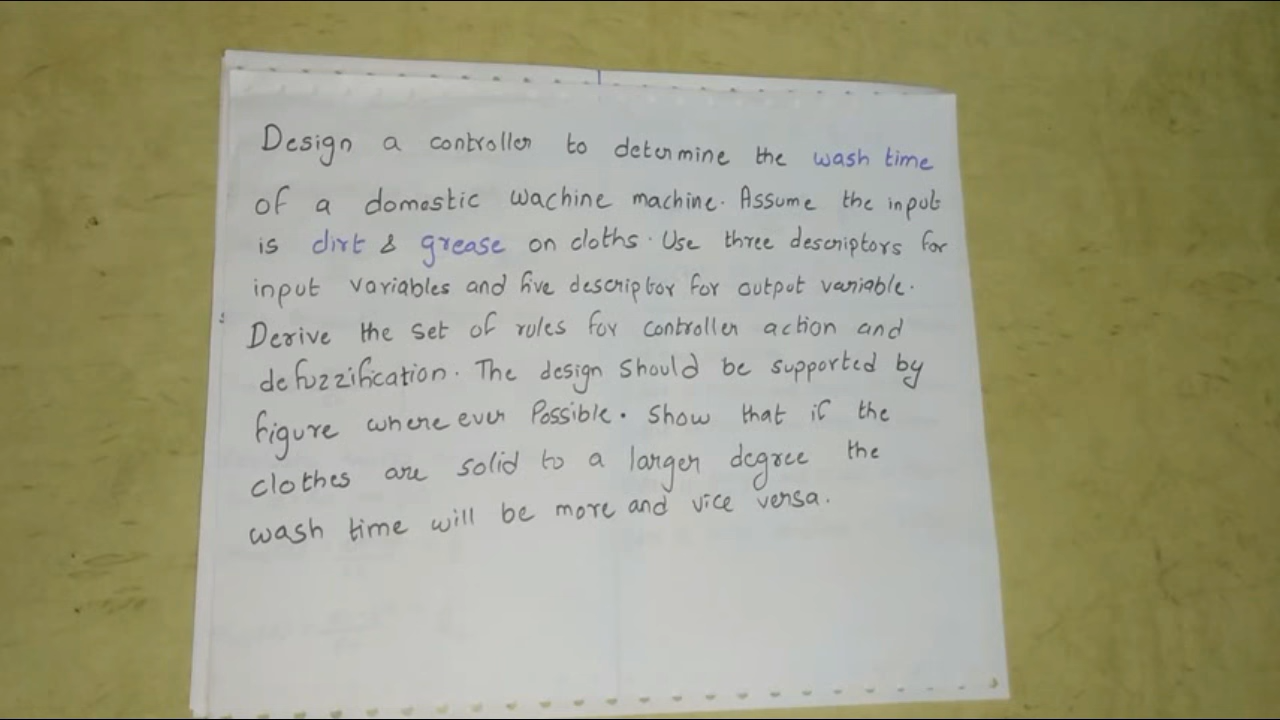 Design a controller to determine the wash time
of a domestic wachine machine. Assume the input
is dirt & grease on cloths. Use three descriptors for
input variables and five descriptor for output variable.
Derive the set of rules for controller action and
defuzzification. The design should be supported by
figure where ever Possible. Show that if the
clothes are solid to a larger degree the
wash time will be more and vice versa.